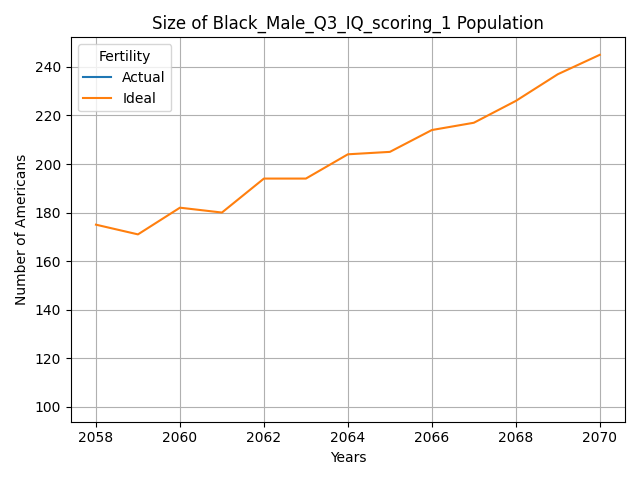 Size of Black_Male_Q3_IQ_scoring_1 Population
Fertility
Actual
Ideal
Number of Americans
240
220
200
180
160
140
120
100
2058
2060
2062
2064
2066
2068
2070
Years